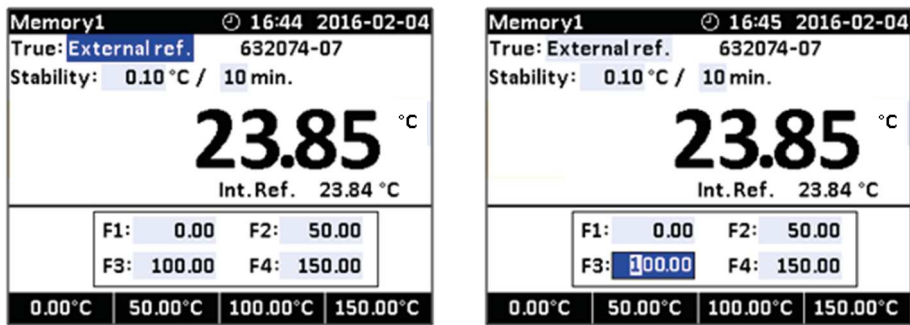 Memory1 16:44 2016-02-04
True: External ref. 632074-07
Stability: 0.10 °C / 10 min.
23.85 °C
Int.Ref. 23.84 °C
F1: 0.00 F2: 50.00
F3: 100.00 F4: 150.00
0.00°C 50.00°C 100.00°C 150.00°C
Memory1 16:45 2016-02-04
True: External ref. 632074-07
Stability: 0.10 °C / 10 min.
23.85 °C
Int.Ref. 23.84 °C
F1: 0.00 F2: 50.00
F3: 100.00 F4: 150.00
0.00°C 50.00°C 100.00°C 150.00°C